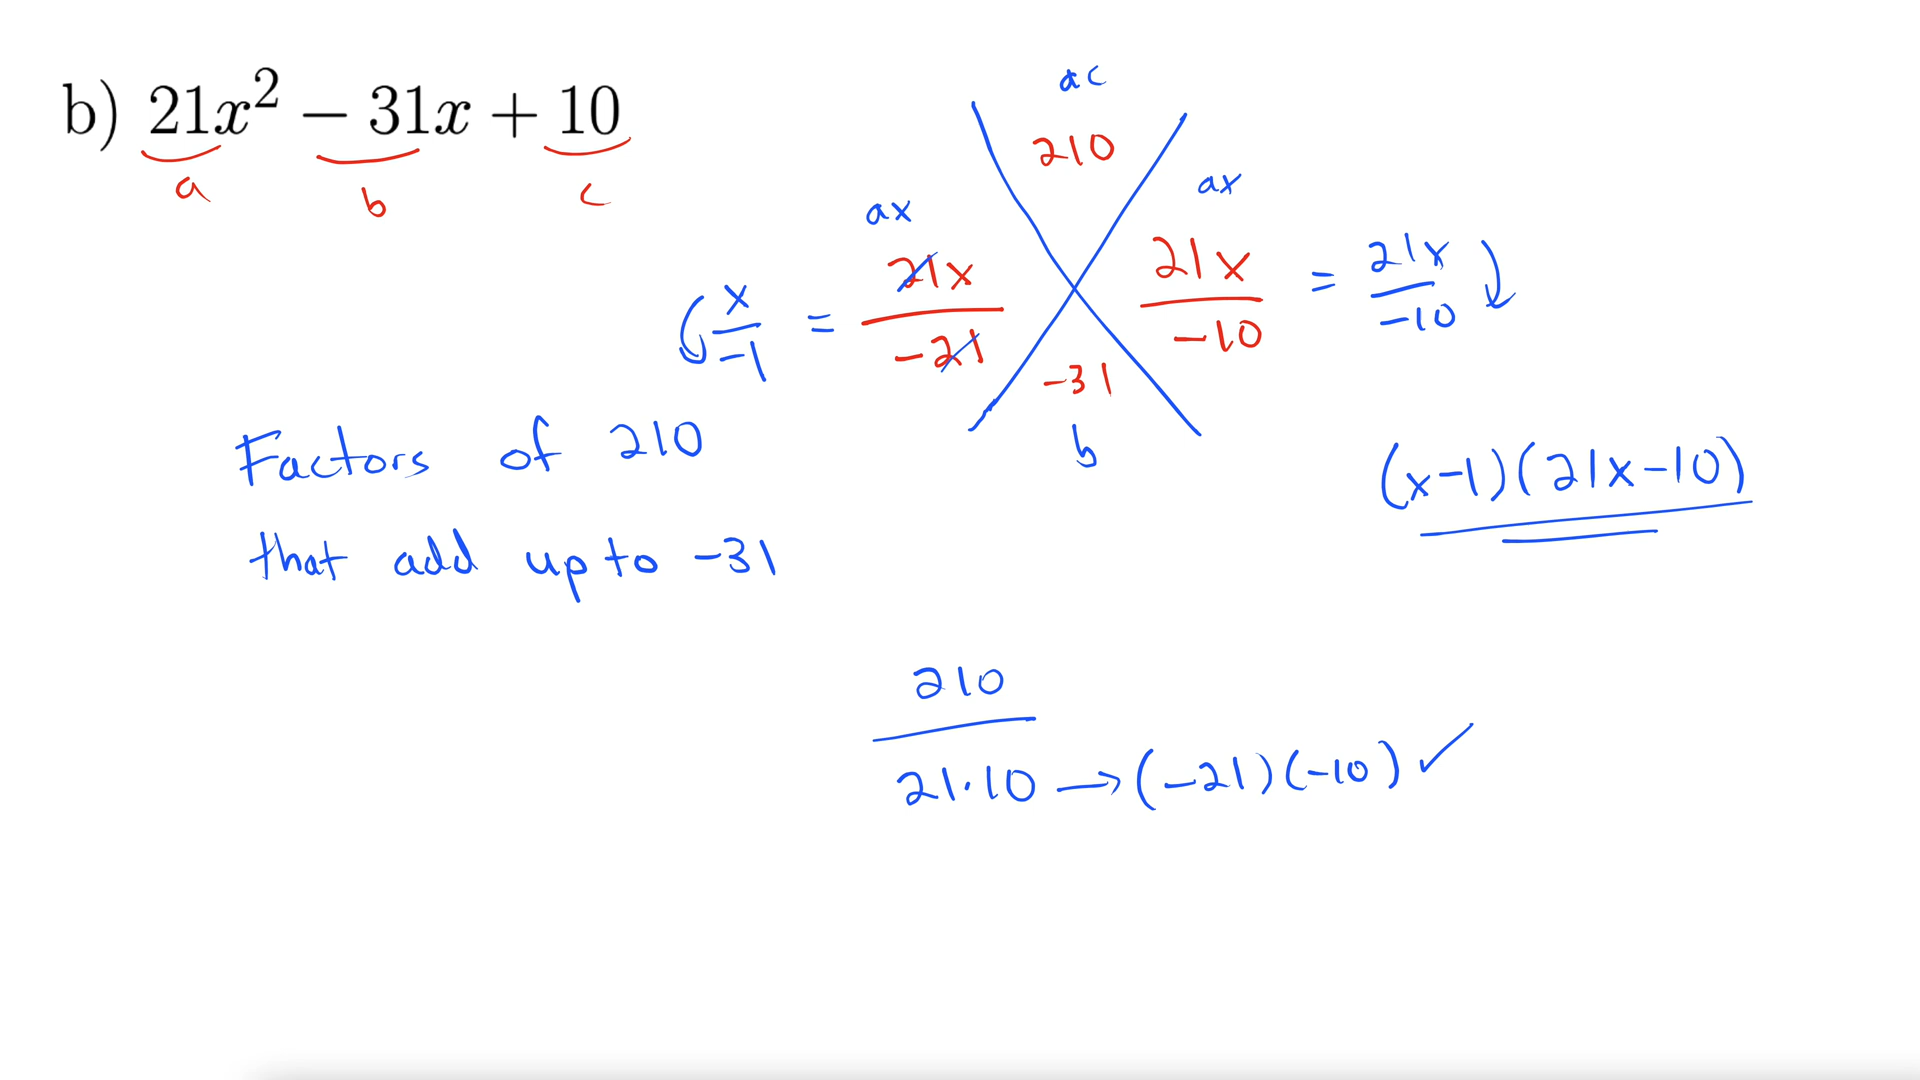 b) 21x² − 31x + 10
a b c
ac
210
ax
ax
x/-1 = 21x/-21
21x/-10 = 21x/-10
-31
b
Factors of 210
that add up to -31
(x-1)(21x-10)
210
21·10 → (-21)(-10) ✓